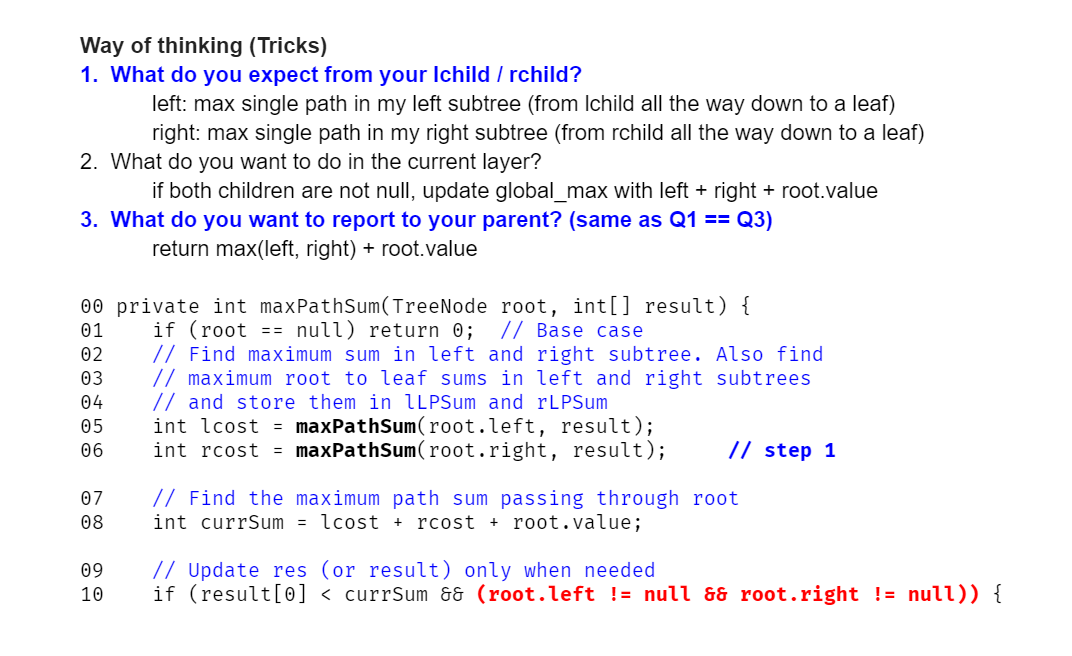 Way of thinking (Tricks)
1. What do you expect from your lchild / rchild?
left: max single path in my left subtree (from lchild all the way down to a leaf)
right: max single path in my right subtree (from rchild all the way down to a leaf)
2. What do you want to do in the current layer?
if both children are not null, update global_max with left + right + root.value
3. What do you want to report to your parent? (same as Q1 == Q3)
return max(left, right) + root.value
00 private int maxPathSum(TreeNode root, int[] result) {
01 if (root == null) return 0; // Base case
02 // Find maximum sum in left and right subtree. Also find
03 // maximum root to leaf sums in left and right subtrees
04 // and store them in lLPSum and rLPSum
05 int lcost = maxPathSum(root.left, result);
06 int rcost = maxPathSum(root.right, result); // step 1
07 // Find the maximum path sum passing through root
08 int currSum = lcost + rcost + root.value;
09 // Update res (or result) only when needed
10 if (result[0] < currSum && (root.left != null && root.right != null)) {